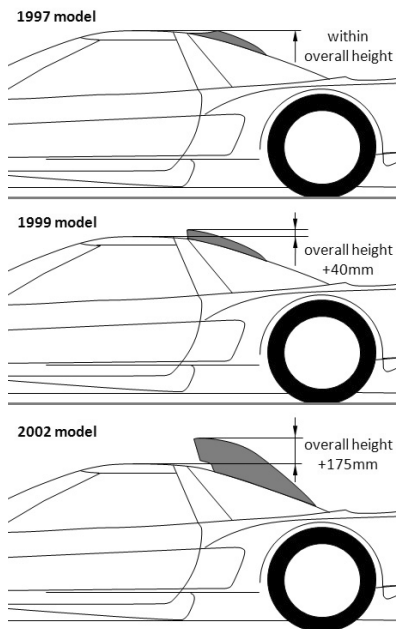 1997 model
within
overall height
1999 model
overall height
+40mm
2002 model
overall height
+175mm